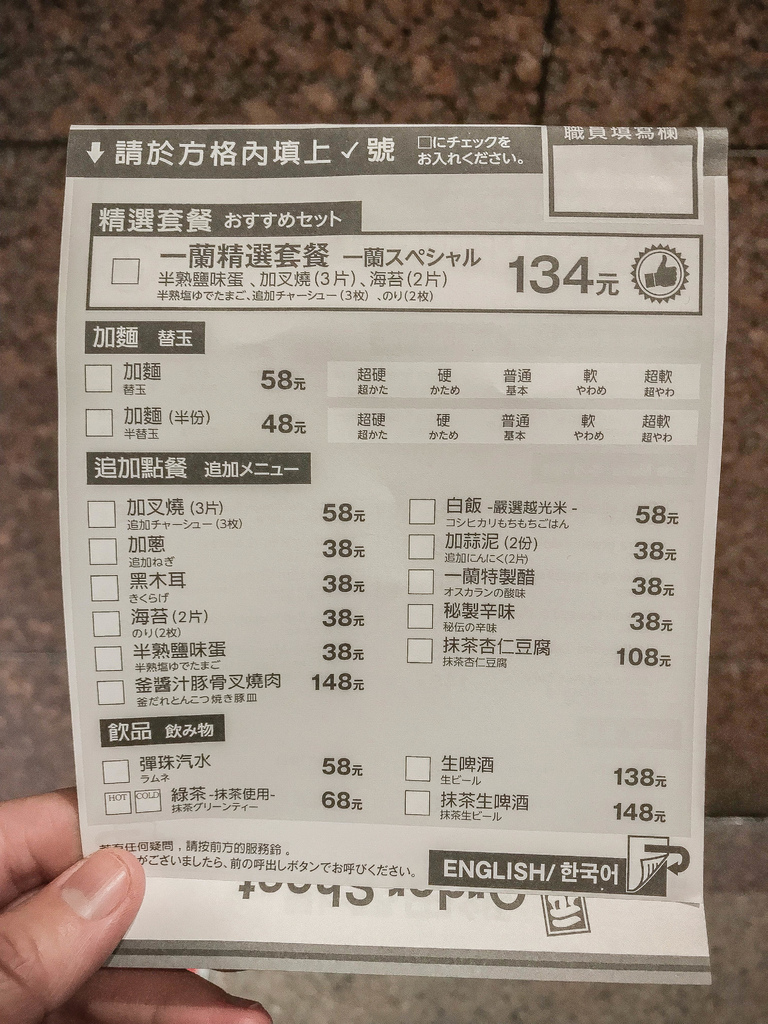 請於方格內填上 ✓ 號
□にチェックを
お入れください。
職員填寫欄
精選套餐 おすすめセット
一蘭精選套餐 一蘭スペシャル
半熟鹽味蛋、加叉燒(3片)、海苔(2片)
半熟塩ゆでたまご、追加チャーシュー(3枚)、のり(2枚)
134元
加麵 替玉
加麵 58元 超硬 硬 普通 軟 超軟
替玉 超かた かため 基本 やわめ 超やわ
加麵 (半份) 48元 超硬 硬 普通 軟 超軟
半替玉 超かた かため 基本 やわめ 超やわ
追加點餐 追加メニュー
加叉燒 (3片) 58元
追加チャーシュー (3枚)
加蔥 38元
追加ねぎ
黑木耳 38元
きくらげ
海苔 (2片) 38元
のり(2枚)
半熟鹽味蛋 38元
半熟塩ゆでたまご
釜醬汁豚骨叉燒肉 148元
釜だれとんこつ焼き豚皿
白飯 -嚴選越光米- 58元
コシヒカリもちもちごはん
加蒜泥 (2份) 38元
追加にんにく(2片)
一蘭特製醋 38元
オスカランの酸味
秘製辛味 38元
秘伝の辛味
抹茶杏仁豆腐 108元
抹茶杏仁豆腐
飲品 飲み物
彈珠汽水 58元
ラムネ
HOT COLD 綠茶 -抹茶使用- 68元
抹茶グリーンティー
生啤酒 138元
生ビール
抹茶生啤酒 148元
抹茶生ビール
有任何疑問，請按前方的服務鈴。
がございましたら、前の呼出しボタンでお呼びください。
ENGLISH/ 한국어
Order Sheet